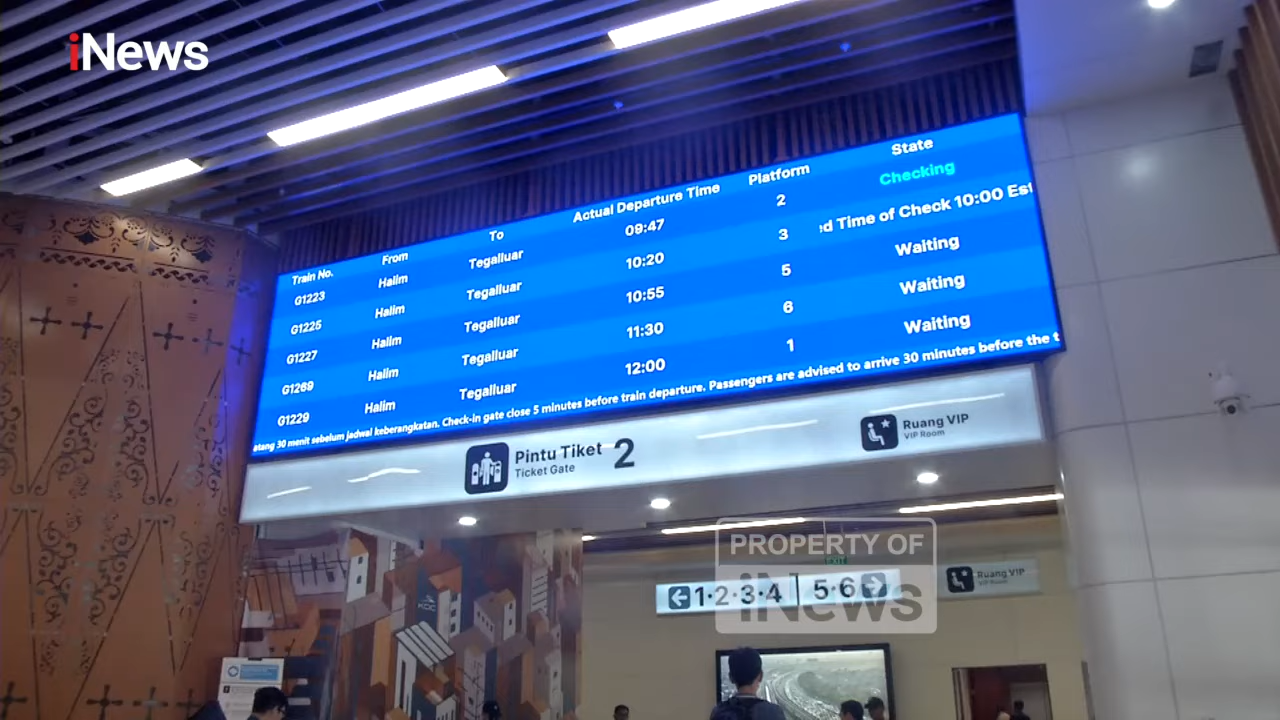 iNews
Train No. From To Actual Departure Time Platform State
G1223 Halim Tegalluar 09:47 2 Checking
G1225 Halim Tegalluar 10:20 3 Time of Check 10:00
G1227 Halim Tegalluar 10:55 5 Waiting
G1269 Halim Tegalluar 11:30 6 Waiting
G1229 Halim Tegalluar 12:00 1 Waiting
atang 30 menit sebelum jadwal keberangkatan. Check-in gate close 5 minutes before train departure. Passengers are advised to arrive 30 minutes before the t
Pintu Tiket 2
Ticket Gate
Ruang VIP
VIP Room
PROPERTY OF
iNews
EXIT
1·2·3·4 | 5·6
Ruang VIP
VIP Room
KCIC